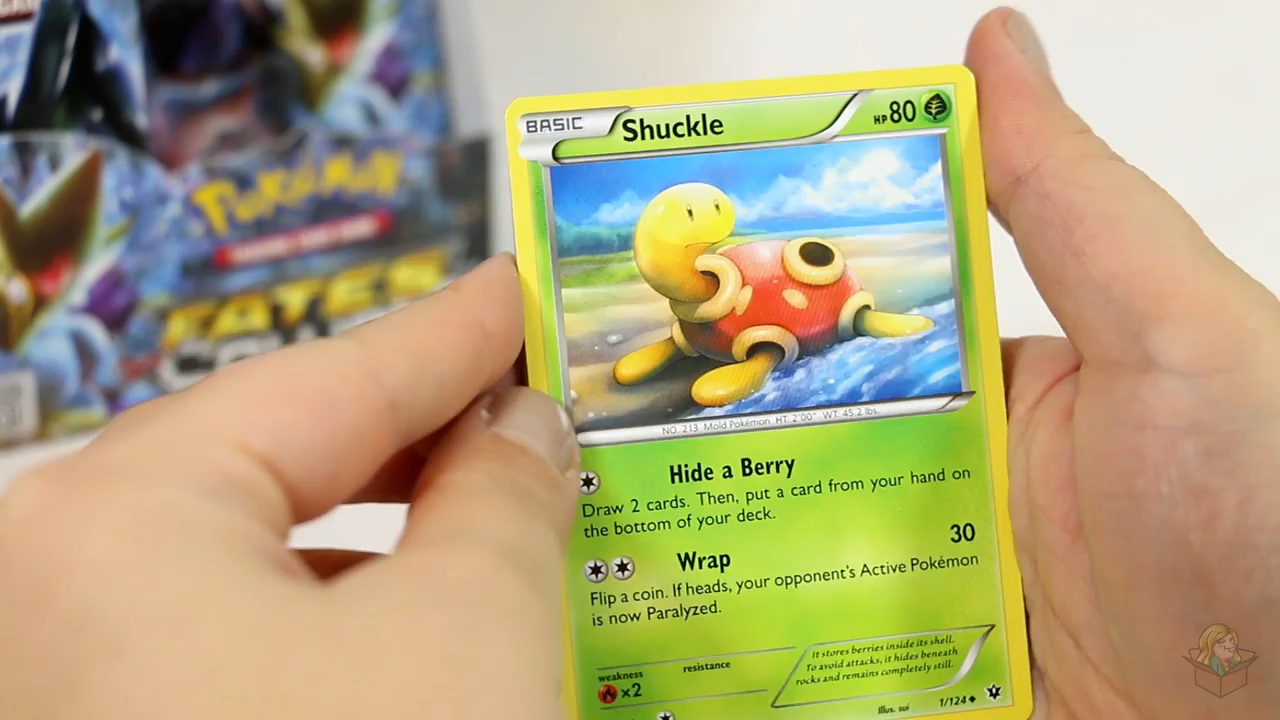 BASIC Shuckle HP 80
NO. 213 Mold Pokémon HT. 2'00" WT. 45.2 lbs.
Hide a Berry
Draw 2 cards. Then, put a card from your hand on
the bottom of your deck.
Wrap 30
Flip a coin. If heads, your opponent's Active Pokémon
is now Paralyzed.
weakness resistance
×2
It stores berries inside its shell.
To avoid attacks, it hides beneath
rocks and remains completely still.
Illus. sui 1/124
POKéMON
FATES